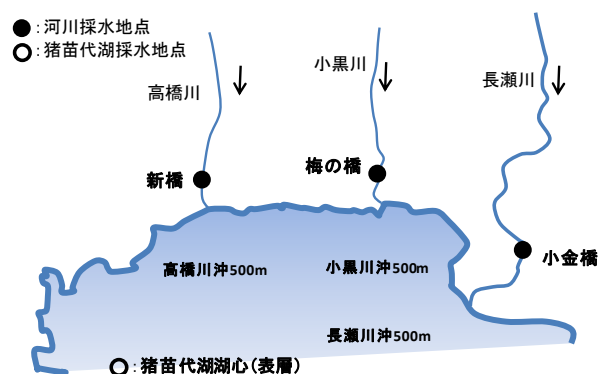 ●:河川採水地点
○:猪苗代湖採水地点
高橋川
小黒川
長瀬川
新橋
梅の橋
小金橋
高橋川沖500m
小黒川沖500m
長瀬川沖500m
○:猪苗代湖湖心(表層)